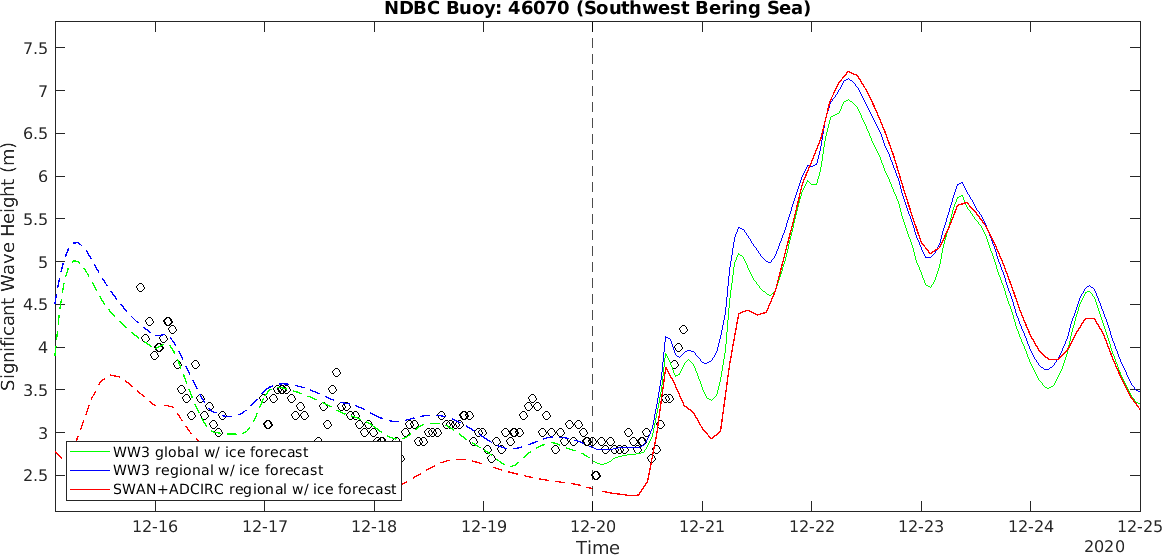 NDBC Buoy: 46070 (Southwest Bering Sea)
Significant Wave Height (m)
7.5
7
6.5
6
5.5
5
4.5
4
3.5
3
2.5
WW3 global w/ ice forecast
WW3 regional w/ ice forecast
SWAN+ADCIRC regional w/ ice forecast
12-16 12-17 12-18 12-19 12-20 12-21 12-22 12-23 12-24 12-25
Time
2020